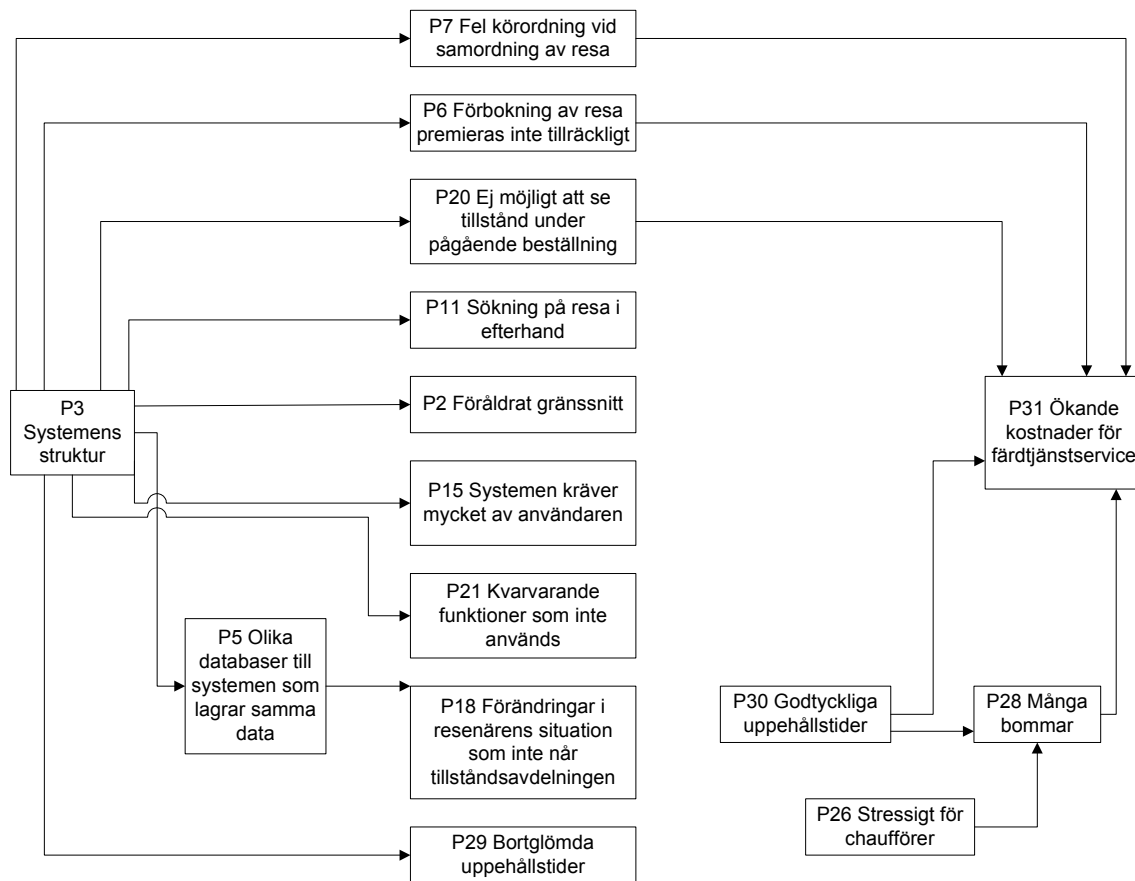 P7 Fel körordning vid
samordning av resa
P6 Förbokning av resa
premieras inte tillräckligt
P20 Ej möjligt att se
tillstånd under
pågående beställning
P11 Sökning på resa i
efterhand
P3
Systemens
struktur
P2 Föråldrat gränssnitt
P31 Ökande
kostnader för
färdtjänstservice
P15 Systemen kräver
mycket av användaren
P21 Kvarvarande
funktioner som inte
används
P5 Olika
databaser till
systemen som
lagrar samma
data
P18 Förändringar i
resenärens situation
som inte når
tillståndsavdelningen
P30 Godtyckliga
uppehållstider
P28 Många
bommar
P26 Stressigt för
chaufförer
P29 Bortglömda
uppehållstider